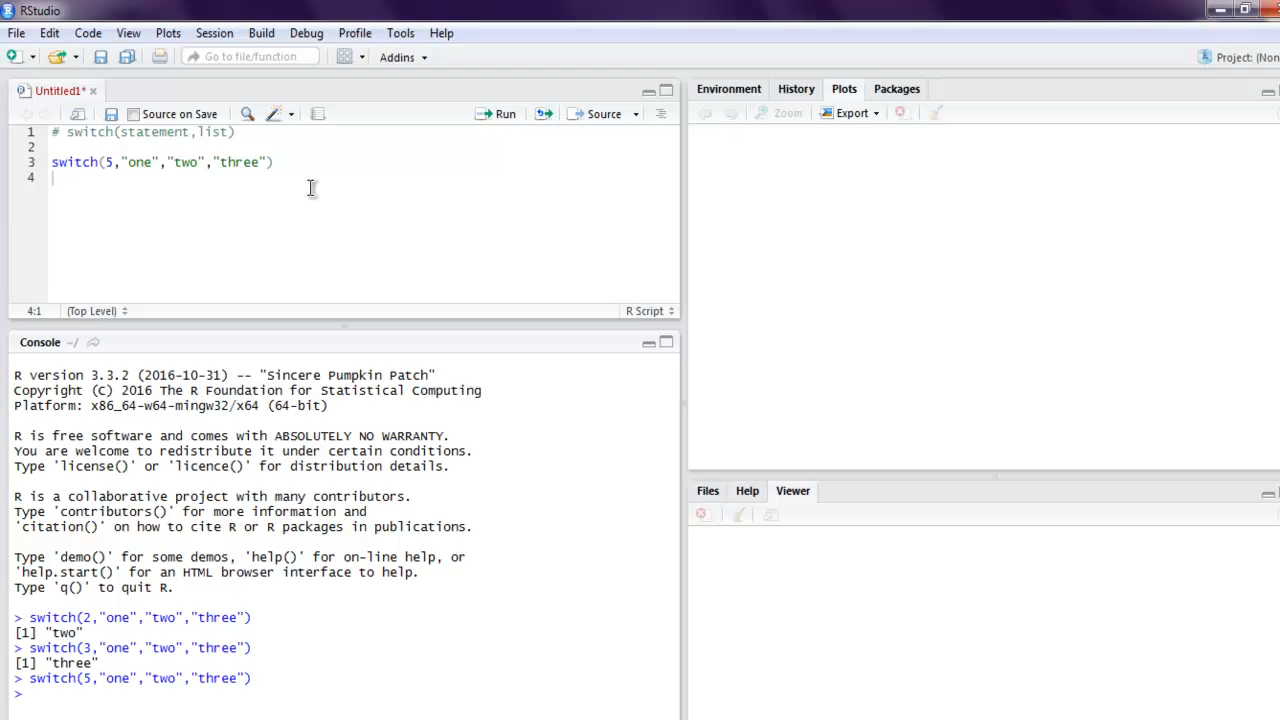 RStudio
File Edit Code View Plots Session Build Debug Profile Tools Help
Go to file/function Addins Project: (Non
Untitled1*
Source on Save Run Source
1 # switch(statement,list)
2
3 switch(5,"one","two","three")
4
4:1 (Top Level) R Script
Console ~/
R version 3.3.2 (2016-10-31) -- "Sincere Pumpkin Patch"
Copyright (C) 2016 The R Foundation for Statistical Computing
Platform: x86_64-w64-mingw32/x64 (64-bit)
R is free software and comes with ABSOLUTELY NO WARRANTY.
You are welcome to redistribute it under certain conditions.
Type 'license()' or 'licence()' for distribution details.
R is a collaborative project with many contributors.
Type 'contributors()' for more information and
'citation()' on how to cite R or R packages in publications.
Type 'demo()' for some demos, 'help()' for on-line help, or
'help.start()' for an HTML browser interface to help.
Type 'q()' to quit R.
> switch(2,"one","two","three")
[1] "two"
> switch(3,"one","two","three")
[1] "three"
> switch(5,"one","two","three")
>
Environment History Plots Packages
Zoom Export
Files Help Viewer